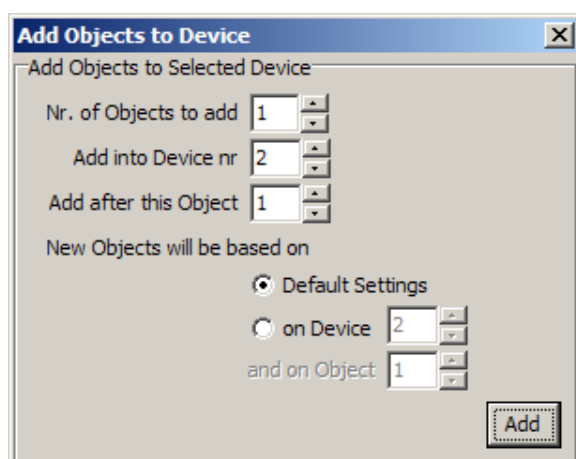 Add Objects to Device
Add Objects to Selected Device
Nr. of Objects to add 1
Add into Device nr 2
Add after this Object 1
New Objects will be based on
Default Settings
on Device 2
and on Object 1
Add